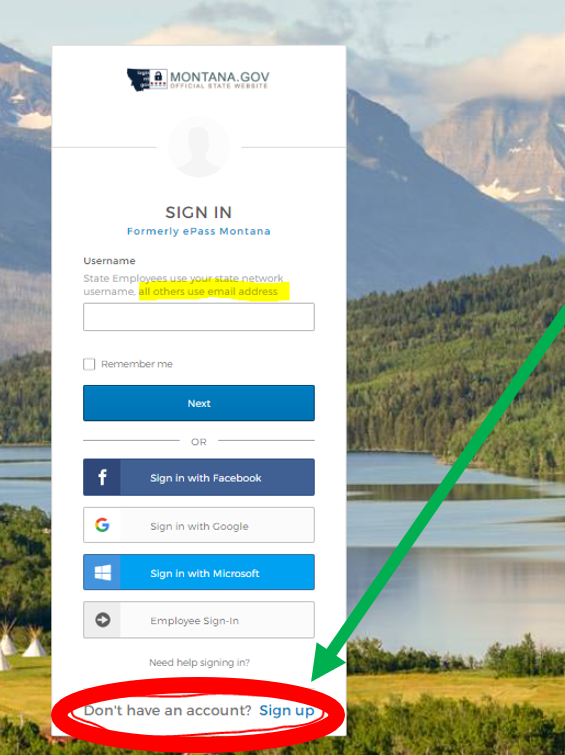 MONTANA.GOV
OFFICIAL STATE WEBSITE
SIGN IN
Formerly ePass Montana
Username
State Employees use your state network
username, all others use email address
Remember me
Next
OR
Sign in with Facebook
Sign in with Google
Sign in with Microsoft
Employee Sign-In
Need help signing in?
Don't have an account? Sign up